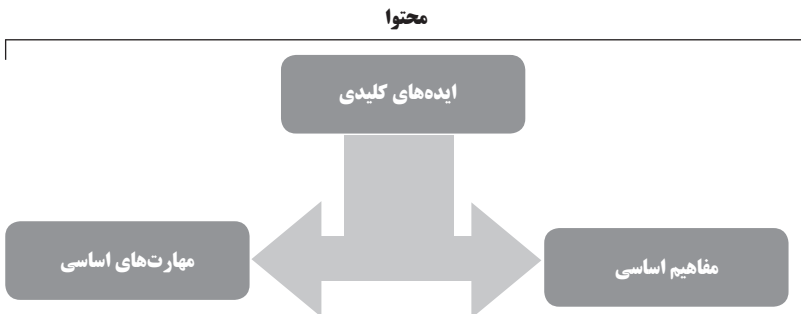 محتوا
ایده‌های کلیدی
مفاهیم اساسی
مهارت‌های اساسی